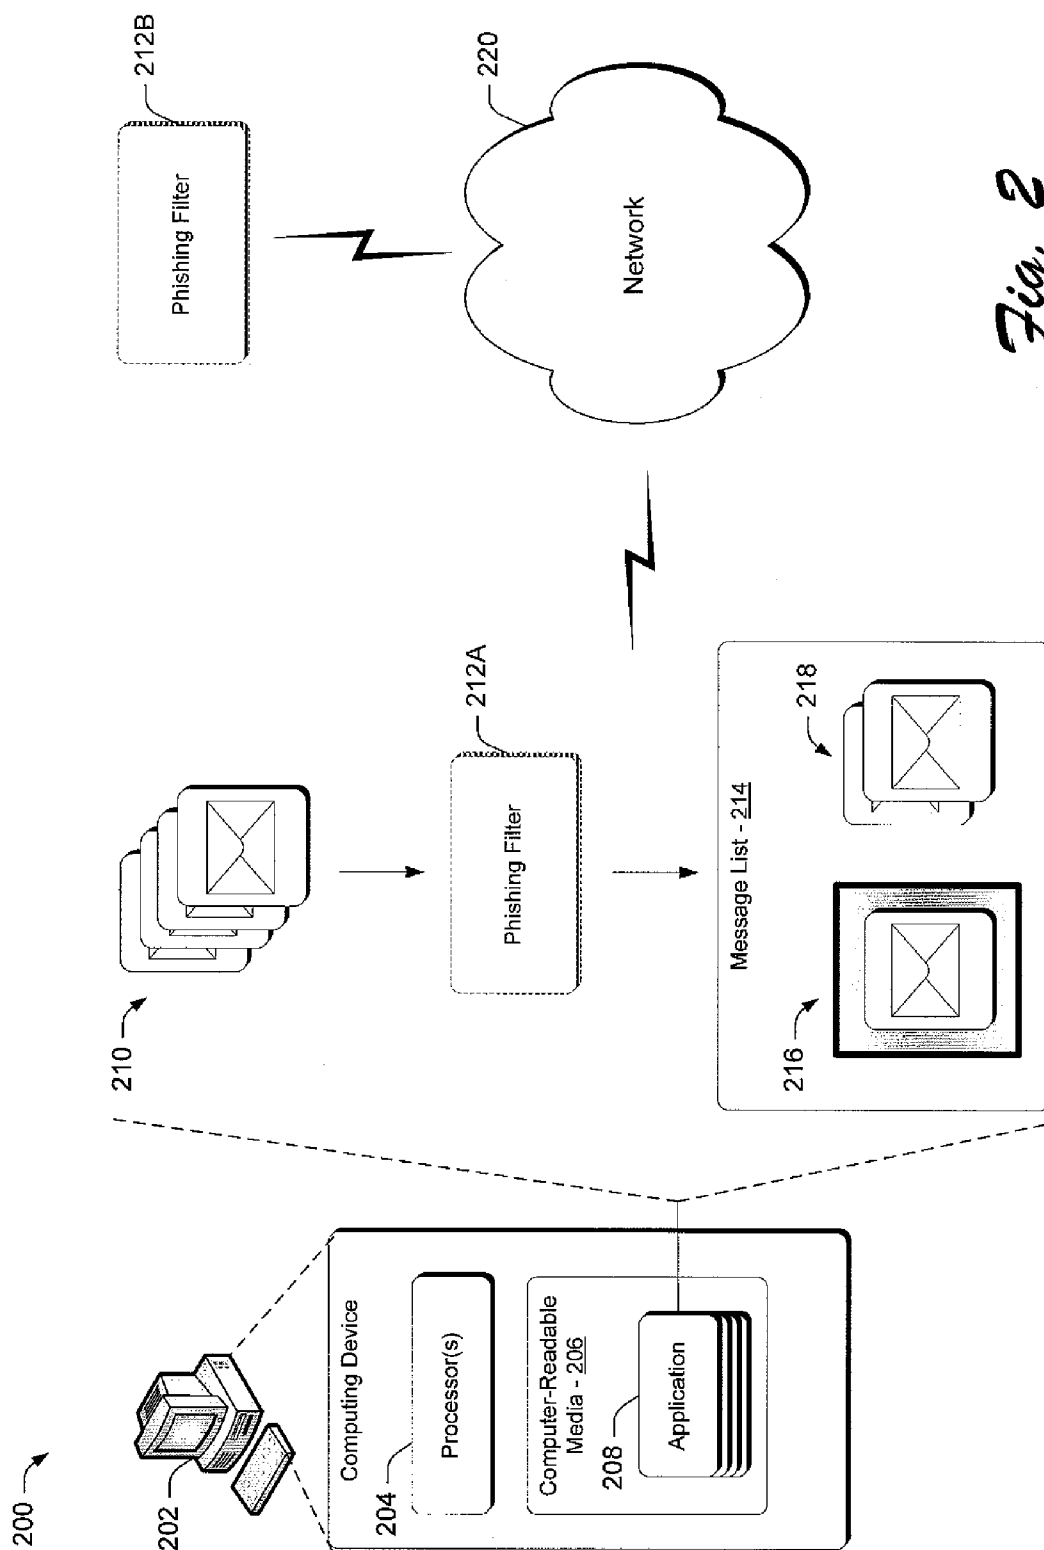 200
202
Computing Device
204
Processor(s)
Computer-Readable
Media - 206
208
Application
210
Phishing Filter
212A
Message List - 214
216
218
Phishing Filter
212B
Network
220
Fig. 2